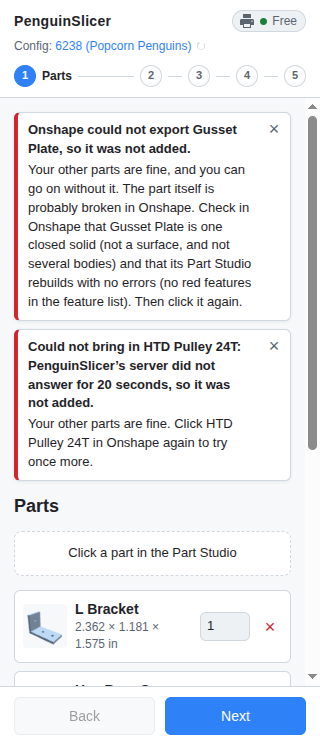 PenguinSlicer
Free
Config: 6238 (Popcorn Penguins)
1 Parts 2 3 4 5
Onshape could not export Gusset
Plate, so it was not added.
Your other parts are fine, and you can
go on without it. The part itself is
probably broken in Onshape. Check in
Onshape that Gusset Plate is one
closed solid (not a surface, and not
several bodies) and that its Part Studio
rebuilds with no errors (no red features
in the feature list). Then click it again.
Could not bring in HTD Pulley 24T:
PenguinSlicer’s server did not
answer for 20 seconds, so it was
not added.
Your other parts are fine. Click HTD
Pulley 24T in Onshape again to try
once more.
Parts
Click a part in the Part Studio
L Bracket
2.362 × 1.181 ×
1.575 in
1
Back
Next